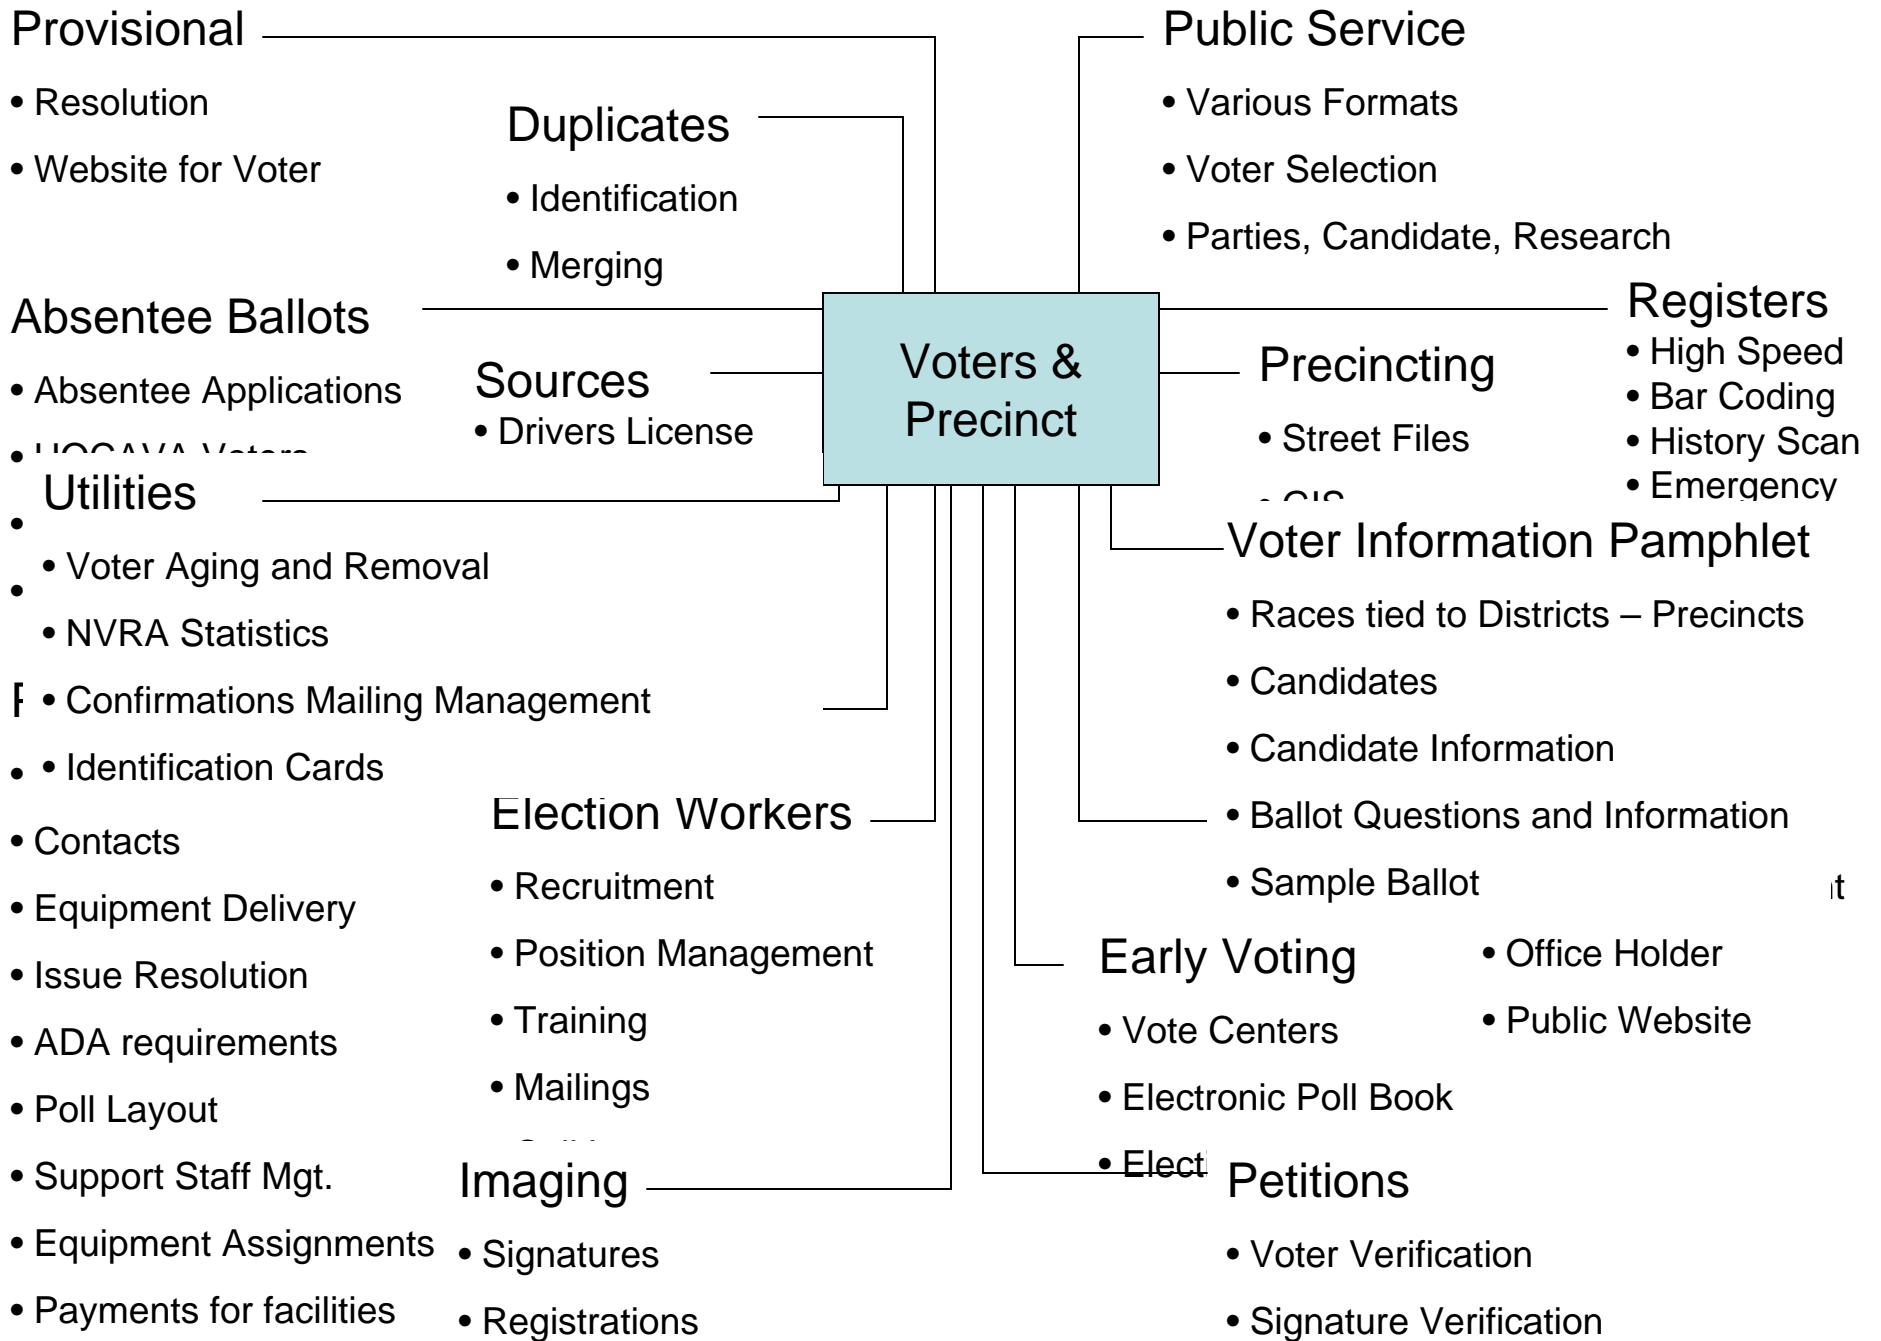 Provisional
• Resolution
• Website for Voter
Duplicates
• Identification
• Merging
Public Service
• Various Formats
• Voter Selection
• Parties, Candidate, Research
Absentee Ballots
• Absentee Applications
• UOCAVA Voters
Sources
• Drivers License
Voters &
Precinct
Precincting
• Street Files
• GIS
Registers
• High Speed
• Bar Coding
• History Scan
• Emergency
Utilities
• Voter Aging and Removal
• NVRA Statistics
• Confirmations Mailing Management
• Identification Cards
Voter Information Pamphlet
• Races tied to Districts – Precincts
• Candidates
• Candidate Information
• Ballot Questions and Information
• Sample Ballot
• Contacts
• Equipment Delivery
• Issue Resolution
• ADA requirements
• Poll Layout
• Support Staff Mgt.
• Equipment Assignments
• Payments for facilities
Election Workers
• Recruitment
• Position Management
• Training
• Mailings
Early Voting
• Vote Centers
• Electronic Poll Book
• Office Holder
• Public Website
Imaging
• Signatures
• Registrations
Petitions
• Voter Verification
• Signature Verification